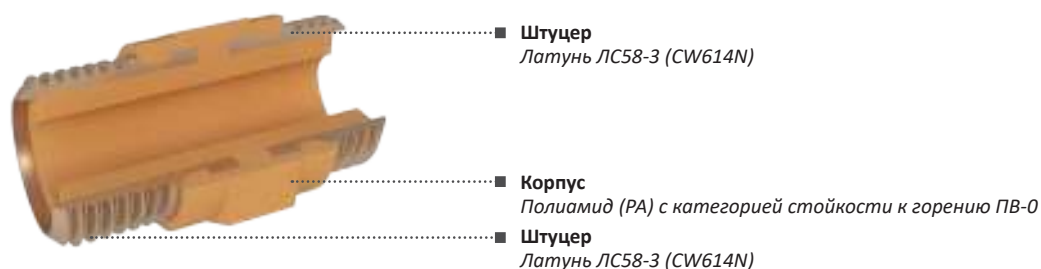 Штуцер
Латунь ЛС58-3 (CW614N)
Корпус
Полиамид (PA) с категорией стойкости к горению ПВ-0
Штуцер
Латунь ЛС58-3 (CW614N)